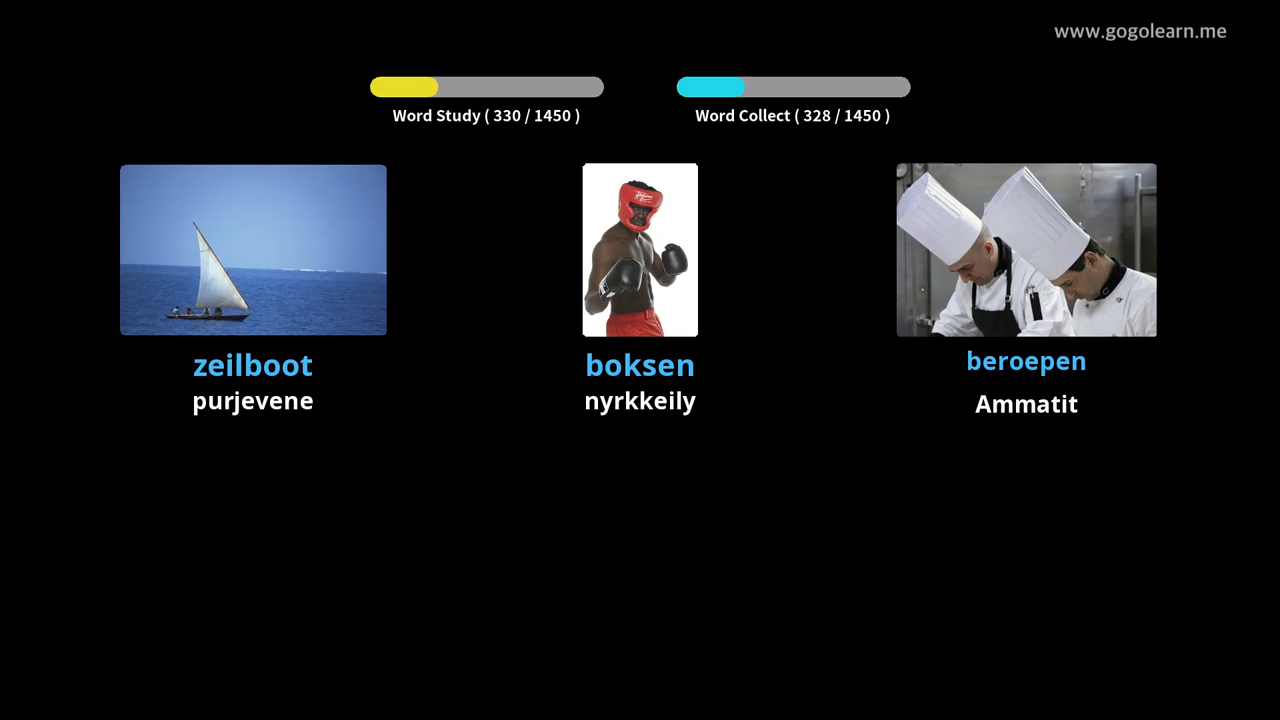 www.gogolearn.me
Word Study ( 330 / 1450 )
Word Collect ( 328 / 1450 )
zeilboot
purjevene
boksen
nyrkkeily
beroepen
Ammatit